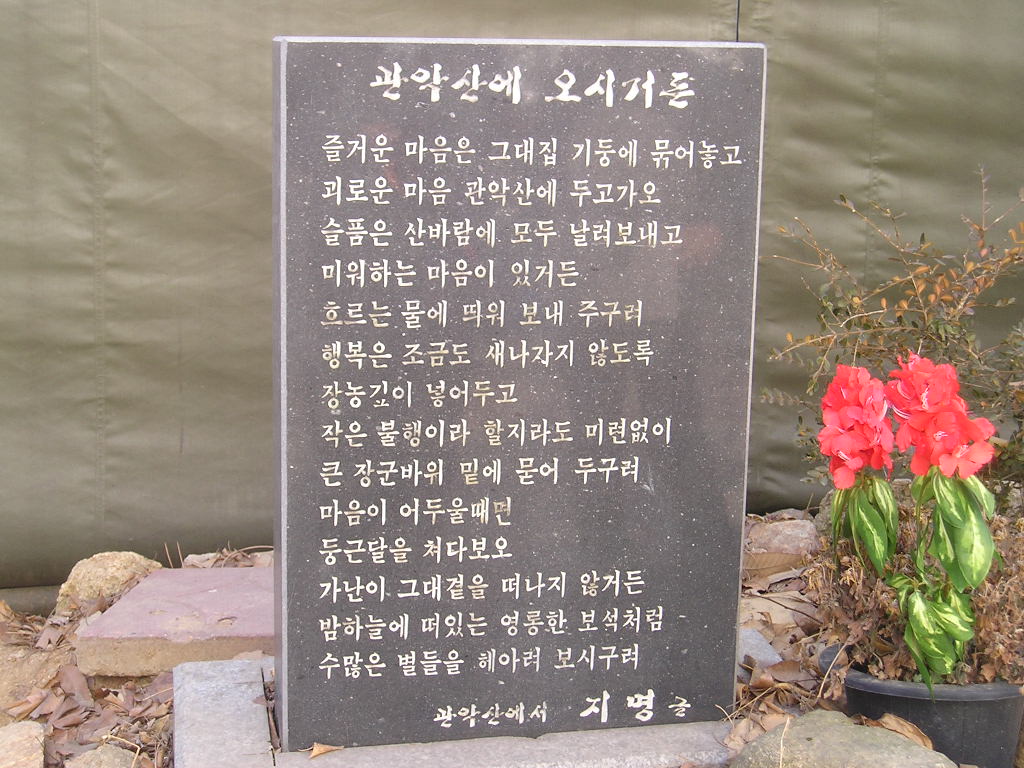 관악산에 오시거든
즐거운 마음은 그대집 기둥에 묶어놓고
괴로운 마음 관악산에 두고가오
슬픔은 산바람에 모두 날려보내고
미워하는 마음이 있거든
흐르는 물에 띄워 보내 주구려
행복은 조금도 새나자지 않도록
장농깊이 넣어두고
작은 불행이라 할지라도 미련없이
큰 장군바위 밑에 묻어 두구려
마음이 어두울때면
둥근달을 쳐다보오
가난이 그대곁을 떠나지 않거든
밤하늘에 떠있는 영롱한 보석처럼
수많은 별들을 헤아려 보시구려
관악산에서 지명 글